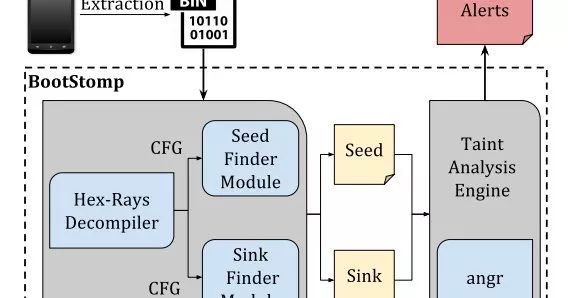 Extraction
BIN
10110
01001
Taint
Alerts
BootStomp
CFG
Seed
Finder
Module
Hex-Rays
Decompiler
Seed
Taint
Analysis
Engine
CFG
Sink
Finder
Sink
angr